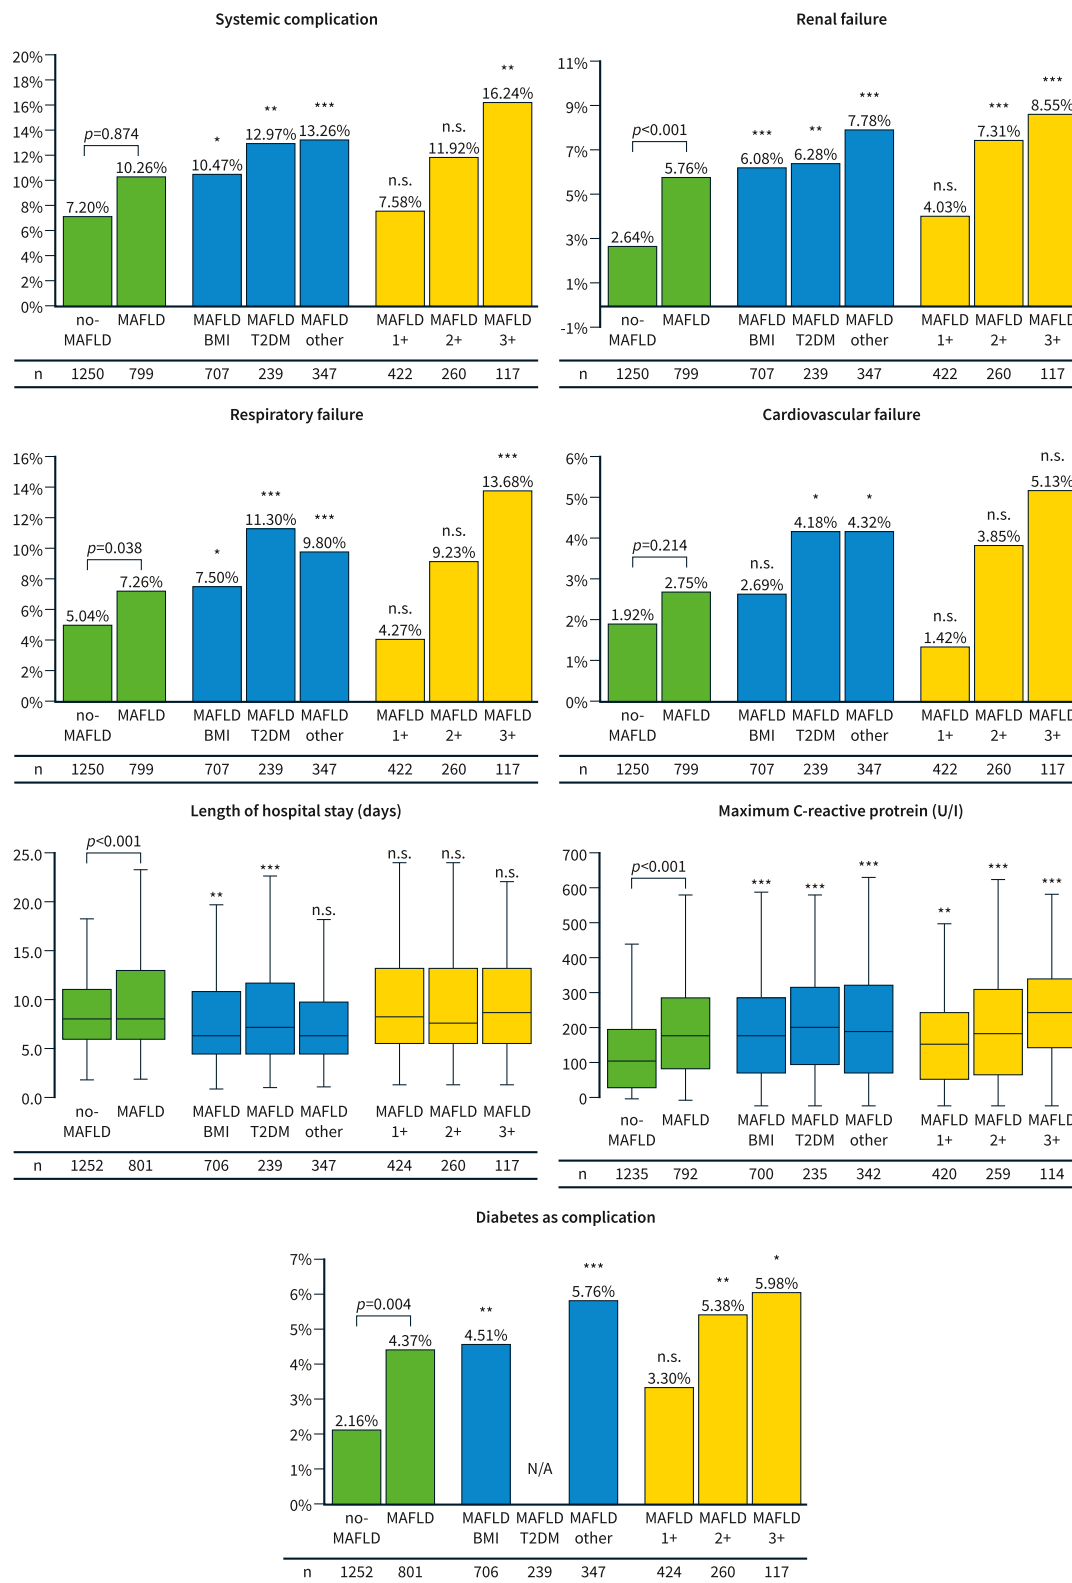 Systemic complication
20%
18%
16%
14%
12%
10%
8%
6%
4%
2%
0%
p=0.874
7.20%
10.26%
*
10.47%
**
12.97%
***
13.26%
n.s.
7.58%
n.s.
11.92%
**
16.24%
no-MAFLD MAFLD MAFLD BMI MAFLD T2DM MAFLD other MAFLD 1+ MAFLD 2+ MAFLD 3+
n 1250 799 707 239 347 422 260 117
Renal failure
11%
9%
7%
5%
3%
1%
-1%
p<0.001
2.64%
5.76%
***
6.08%
**
6.28%
***
7.78%
n.s.
4.03%
***
7.31%
***
8.55%
no-MAFLD MAFLD MAFLD BMI MAFLD T2DM MAFLD other MAFLD 1+ MAFLD 2+ MAFLD 3+
n 1250 799 707 239 347 422 260 117
Respiratory failure
16%
14%
12%
10%
8%
6%
4%
2%
0%
p=0.038
5.04%
7.26%
*
7.50%
***
11.30%
***
9.80%
n.s.
4.27%
n.s.
9.23%
***
13.68%
no-MAFLD MAFLD MAFLD BMI MAFLD T2DM MAFLD other MAFLD 1+ MAFLD 2+ MAFLD 3+
n 1250 799 707 239 347 422 260 117
Cardiovascular failure
6%
5%
4%
3%
2%
1%
0%
p=0.214
1.92%
2.75%
n.s.
2.69%
*
4.18%
*
4.32%
n.s.
1.42%
n.s.
3.85%
n.s.
5.13%
no-MAFLD MAFLD MAFLD BMI MAFLD T2DM MAFLD other MAFLD 1+ MAFLD 2+ MAFLD 3+
n 1250 799 707 239 347 422 260 117
Length of hospital stay (days)
25.0
20.0
15.0
10.0
5.0
0.0
p<0.001
**
***
n.s.
n.s.
n.s.
n.s.
no-MAFLD MAFLD MAFLD BMI MAFLD T2DM MAFLD other MAFLD 1+ MAFLD 2+ MAFLD 3+
n 1252 801 706 239 347 424 260 117
Maximum C-reactive protrein (U/l)
700
600
500
400
300
200
100
0
p<0.001
***
***
***
**
***
***
no-MAFLD MAFLD MAFLD BMI MAFLD T2DM MAFLD other MAFLD 1+ MAFLD 2+ MAFLD 3+
n 1235 792 700 235 342 420 259 114
Diabetes as complication
7%
6%
5%
4%
3%
2%
1%
0%
p=0.004
2.16%
4.37%
**
4.51%
N/A
***
5.76%
n.s.
3.30%
**
5.38%
*
5.98%
no-MAFLD MAFLD MAFLD BMI MAFLD T2DM MAFLD other MAFLD 1+ MAFLD 2+ MAFLD 3+
n 1252 801 706 239 347 424 260 117